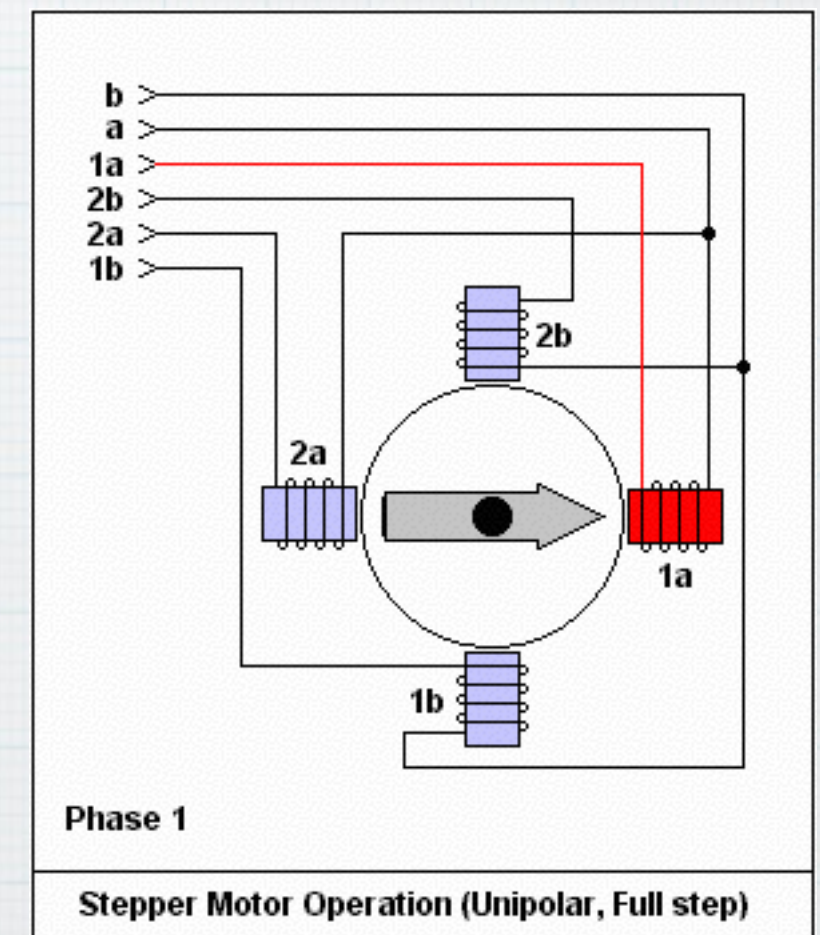 b
a
1a
2b
2a
1b
2b
2a
1a
1b
Phase 1
Stepper Motor Operation (Unipolar, Full step)